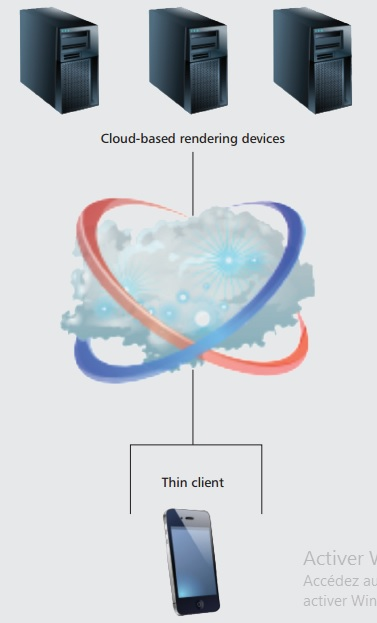 Cloud-based rendering devices
Thin client
Activer W
Accédez au
activer Win